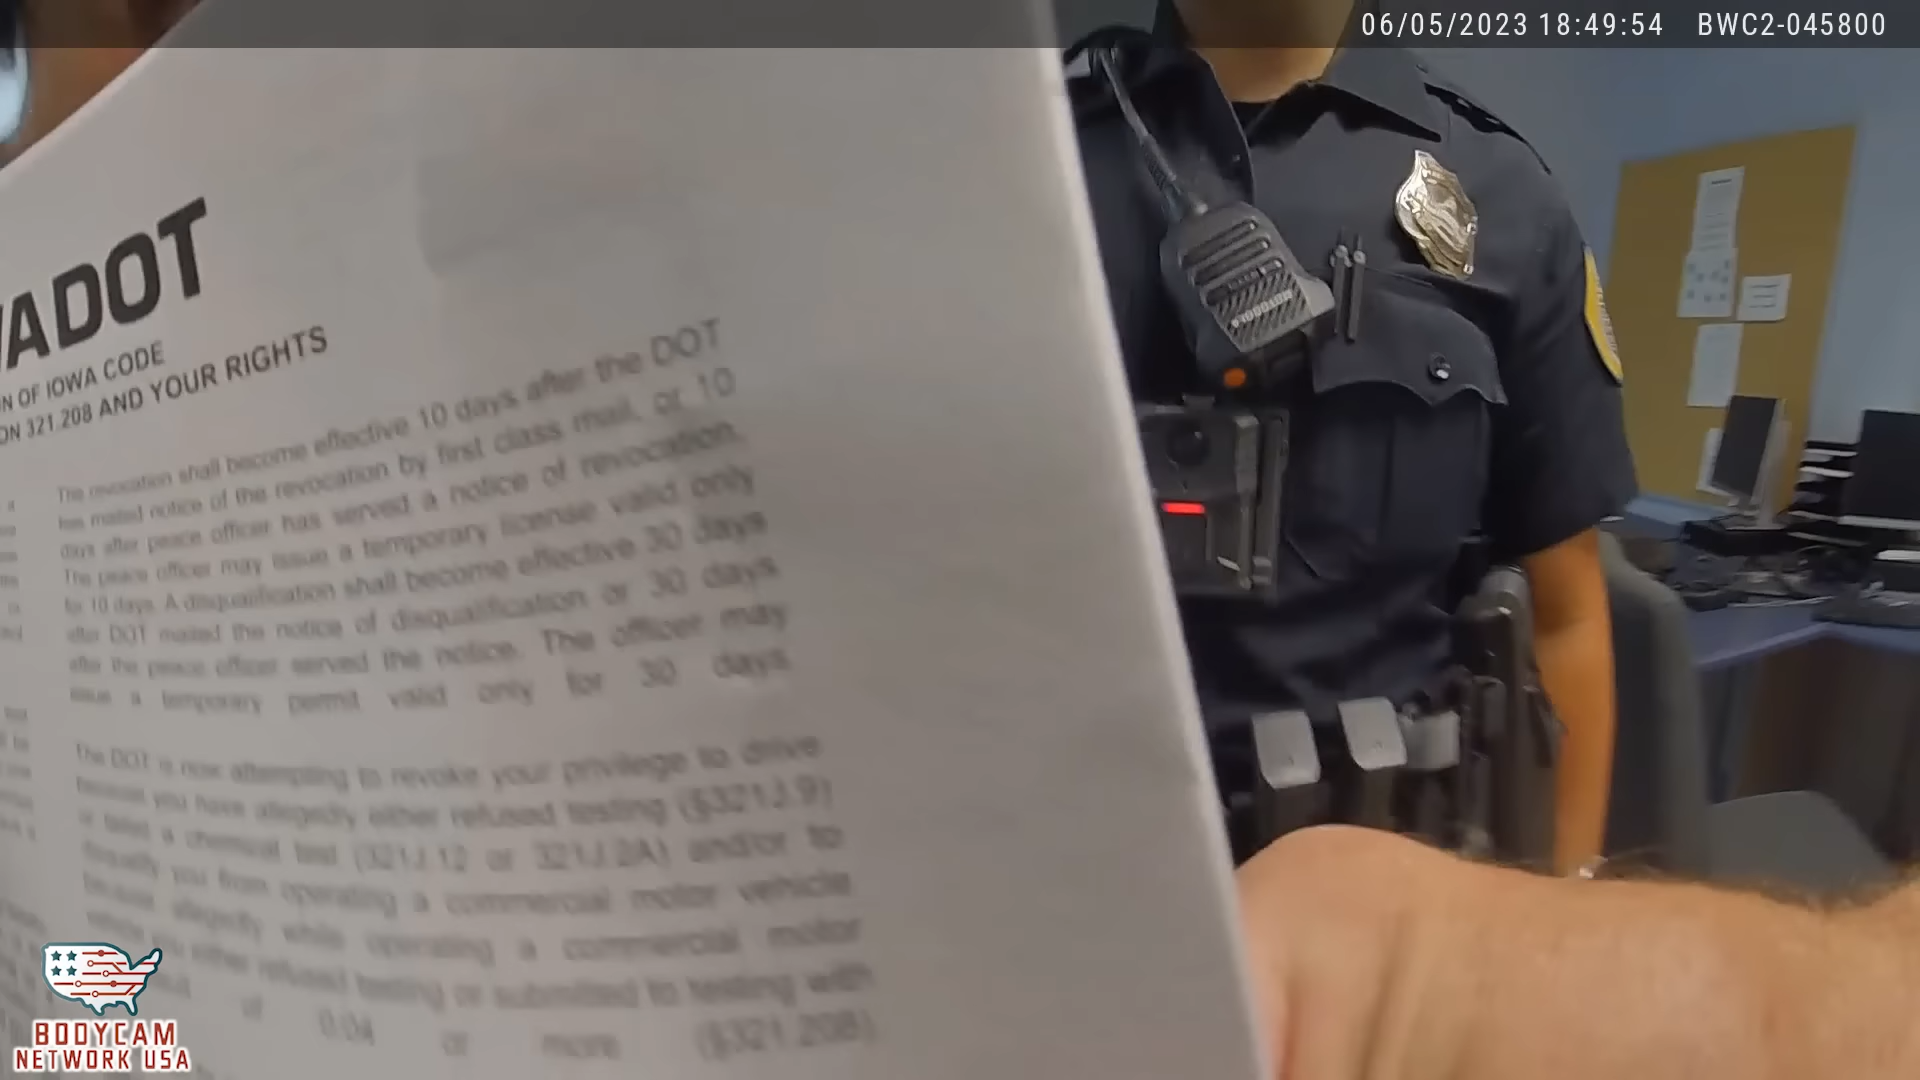 06/05/2023 18:49:54 BWC2-045800
WADOT
N OF IOWA CODE
ON 321.208 AND YOUR RIGHTS
The revocation shall become effective 10 days after the DOT
has mailed notice of the revocation by first class mail, or 10
days after peace officer has served a notice of revocation.
The peace officer may issue a temporary license valid only
for 10 days. A disqualification shall become effective 30 days
after DOT mailed the notice of disqualification or 30 days
after the peace officer served the notice. The officer may
issue a temporary permit valid only for 30 days
The DOT is now attempting to revoke your privilege to drive
because you have allegedly either refused testing (§321J.9)
or failed a chemical test (321J.12 or 321J.2A) and/or to
disqualify you from operating a commercial motor vehicle
because allegedly while operating a commercial motor
vehicle you either refused testing or submitted to testing with
of 0.04 or more (§321.208)
MOTOROLA
BODYCAM
NETWORK USA